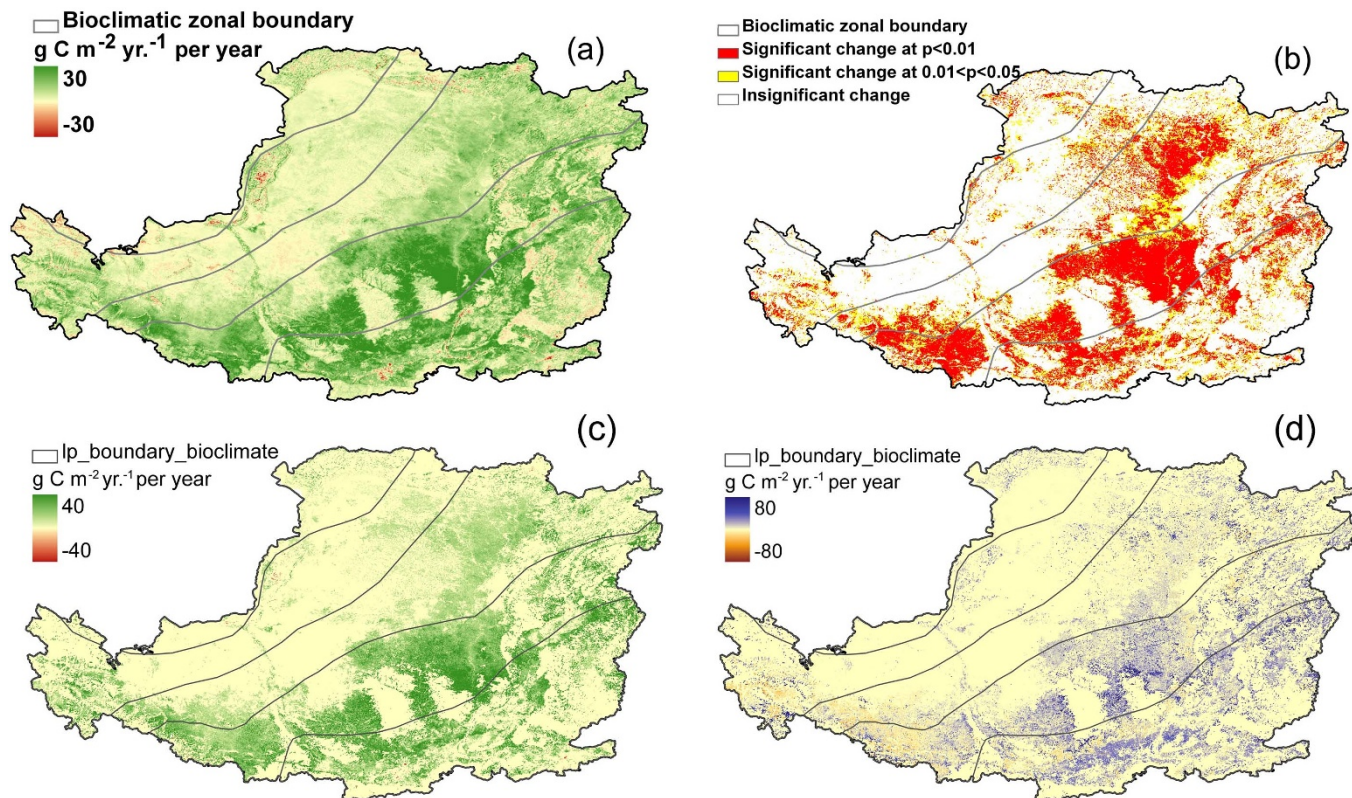 Bioclimatic zonal boundary
g C m⁻² yr.⁻¹ per year
30
-30
(a)
Bioclimatic zonal boundary
Significant change at p<0.01
Significant change at 0.01<p<0.05
Insignificant change
(b)
lp_boundary_bioclimate
g C m⁻² yr.⁻¹ per year
40
-40
(c)
lp_boundary_bioclimate
g C m⁻² yr.⁻¹ per year
80
-80
(d)